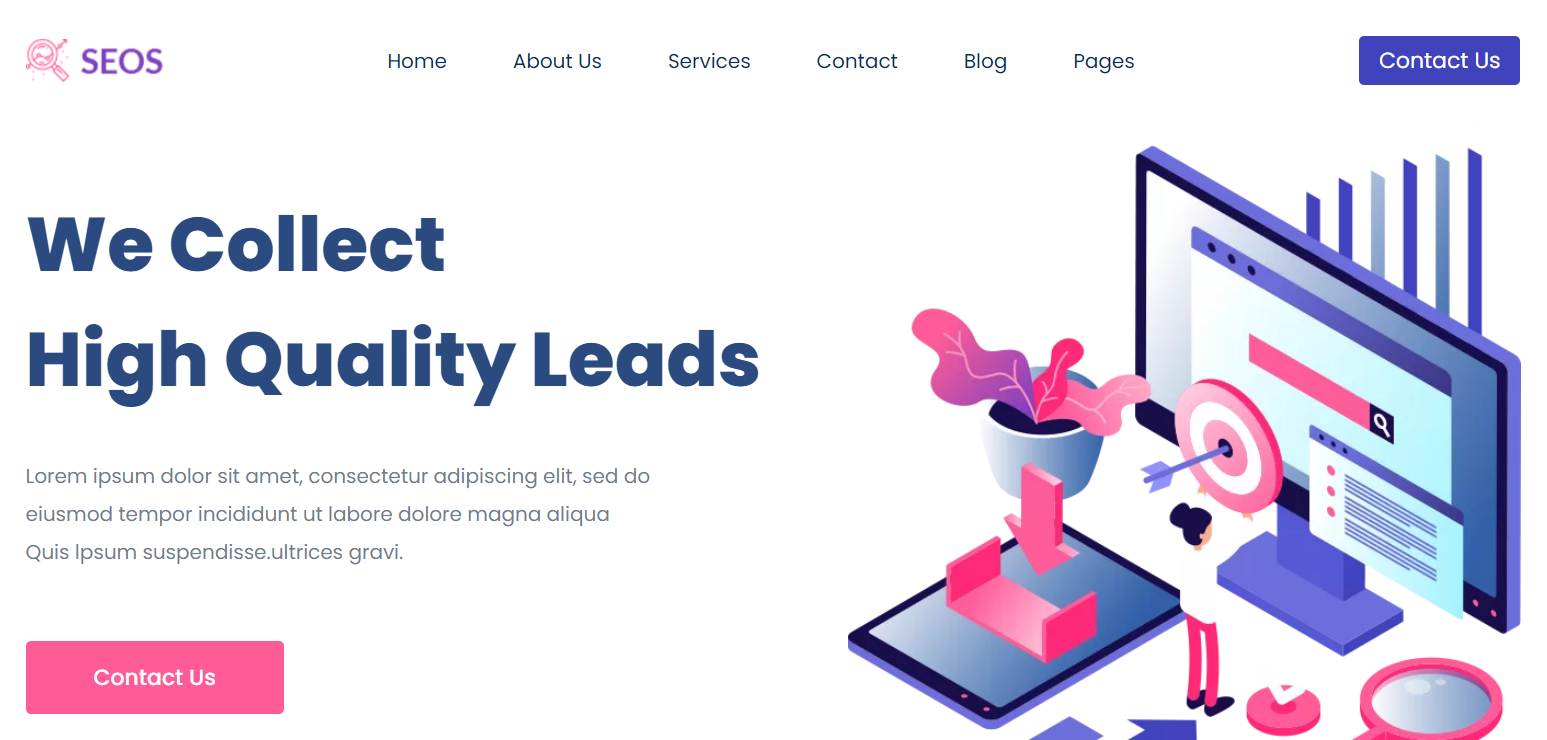 SEOS
Home
About Us
Services
Contact
Blog
Pages
Contact Us
We Collect
High Quality Leads
Lorem ipsum dolor sit amet, consectetur adipiscing elit, sed do
eiusmod tempor incididunt ut labore dolore magna aliqua
Quis Ipsum suspendisse.ultrices gravi.
Contact Us